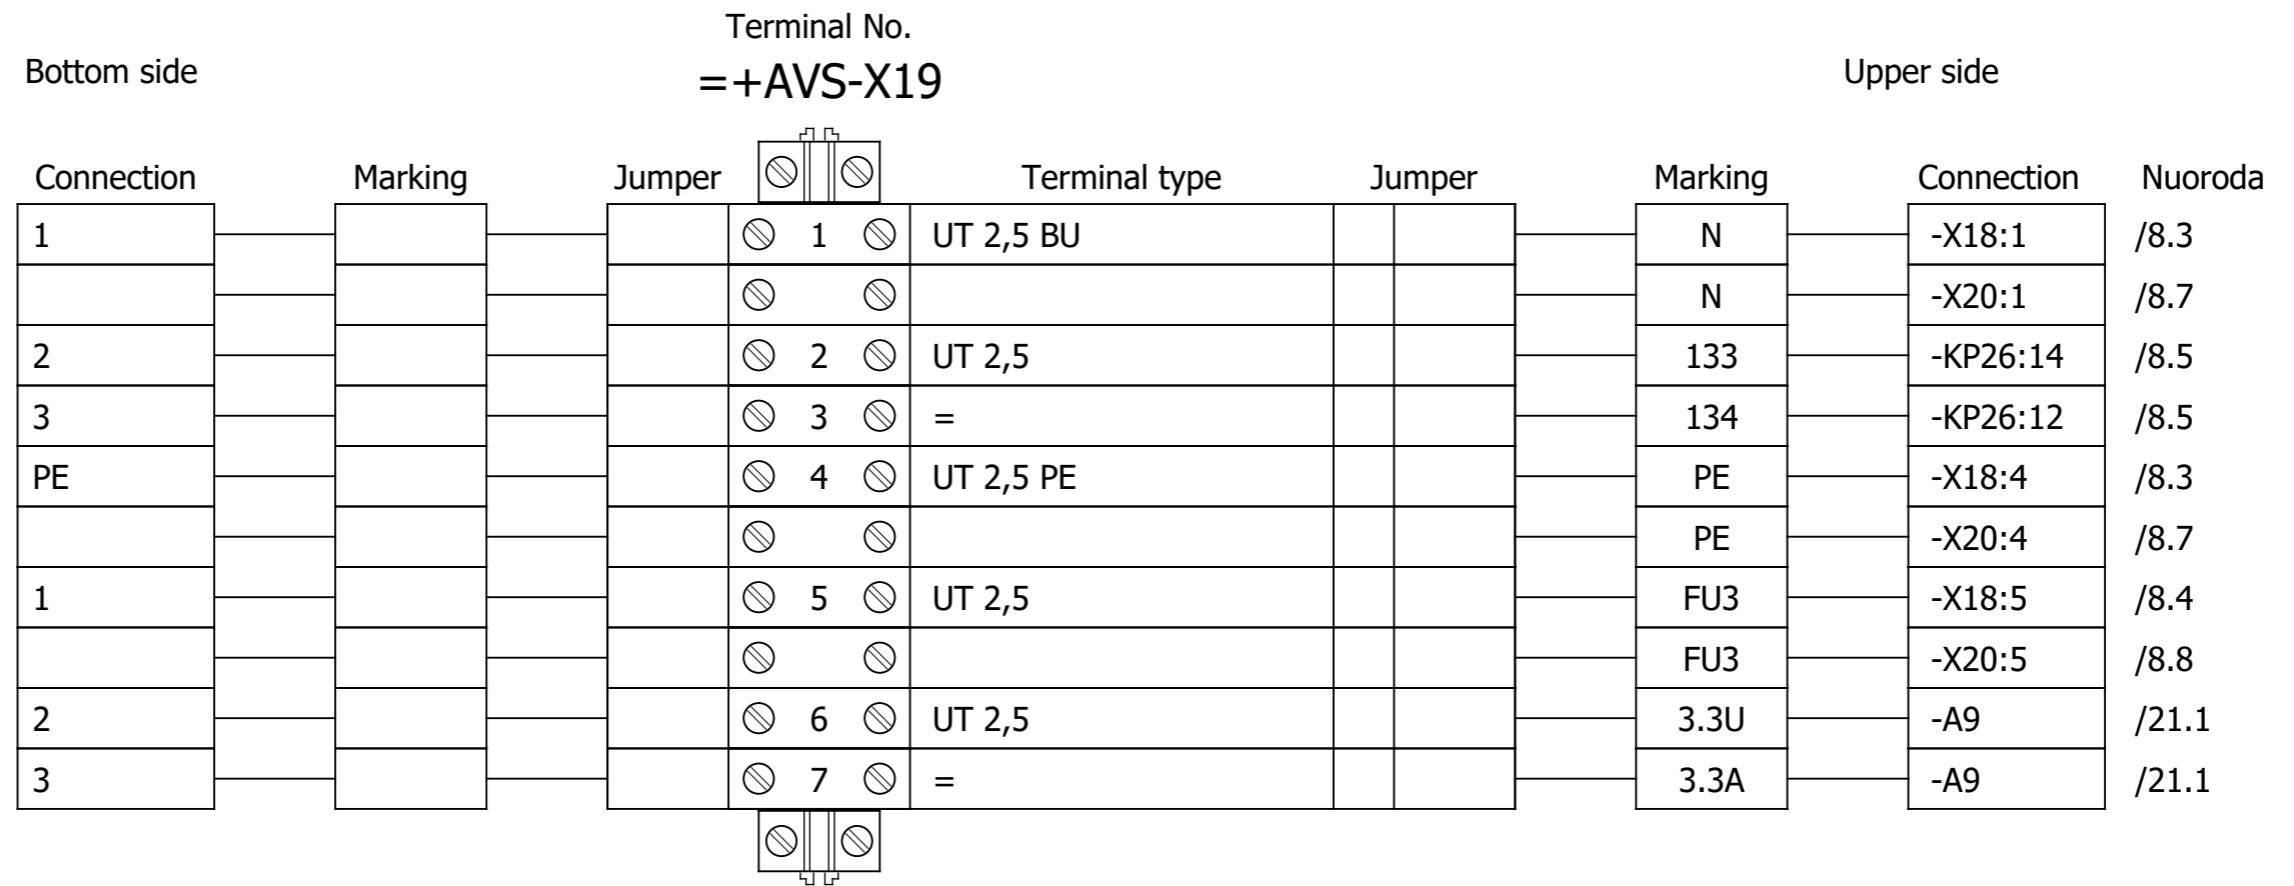 Terminal No.
Bottom side =+AVS-X19 Upper side
Connection Marking Jumper Terminal type Jumper Marking Connection Nuoroda
1 1 UT 2,5 BU N -X18:1 /8.3
N -X20:1 /8.7
2 2 UT 2,5 133 -KP26:14 /8.5
3 3 = 134 -KP26:12 /8.5
PE 4 UT 2,5 PE PE -X18:4 /8.3
PE -X20:4 /8.7
1 5 UT 2,5 FU3 -X18:5 /8.4
FU3 -X20:5 /8.8
2 6 UT 2,5 3.3U -A9 /21.1
3 7 = 3.3A -A9 /21.1